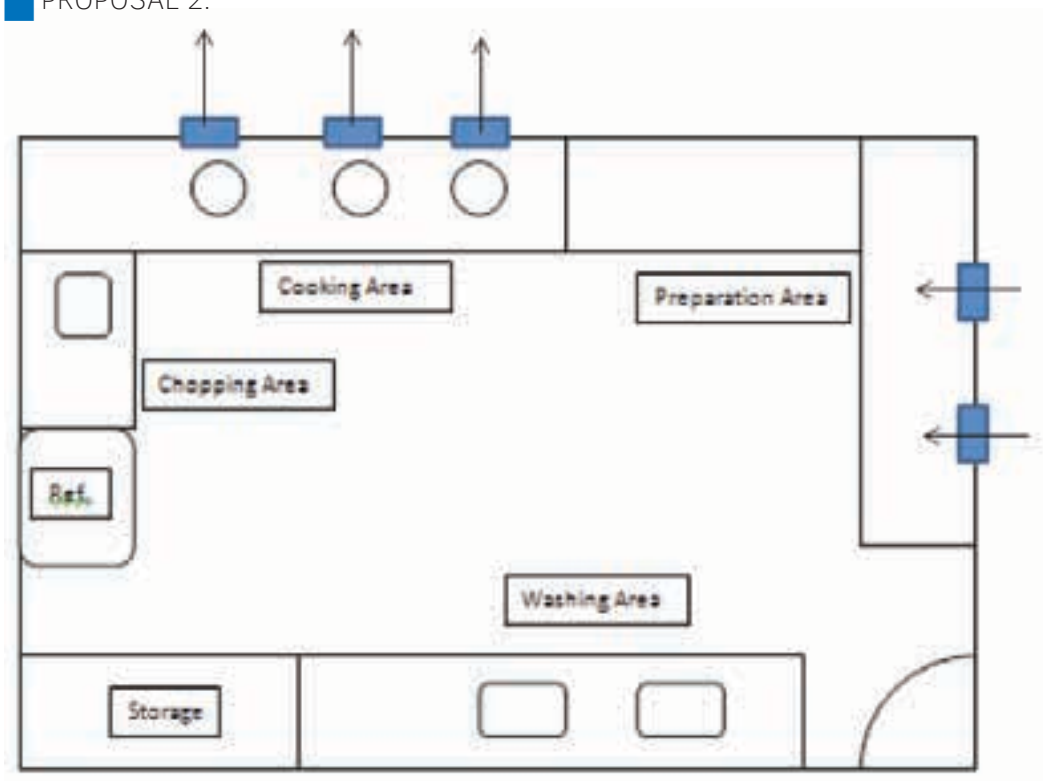 PROPOSAL 2:
Cooking Area
Preparation Area
Chopping Area
Ref.
Washing Area
Storage